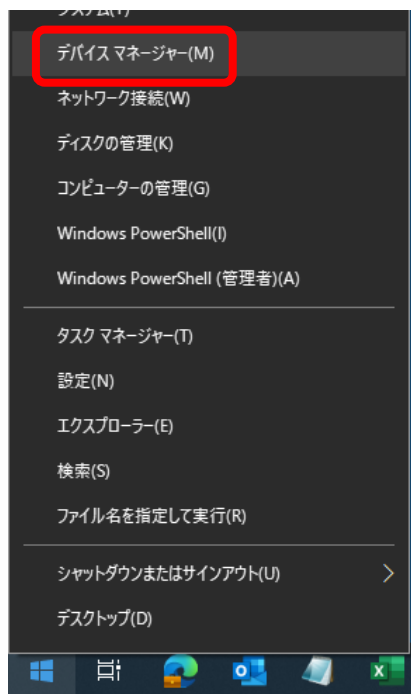 デバイス マネージャー(M)
ネットワーク接続(W)
ディスクの管理(K)
コンピューターの管理(G)
Windows PowerShell(I)
Windows PowerShell (管理者)(A)
タスク マネージャー(T)
設定(N)
エクスプローラー(E)
検索(S)
ファイル名を指定して実行(R)
シャットダウンまたはサインアウト(U)
デスクトップ(D)